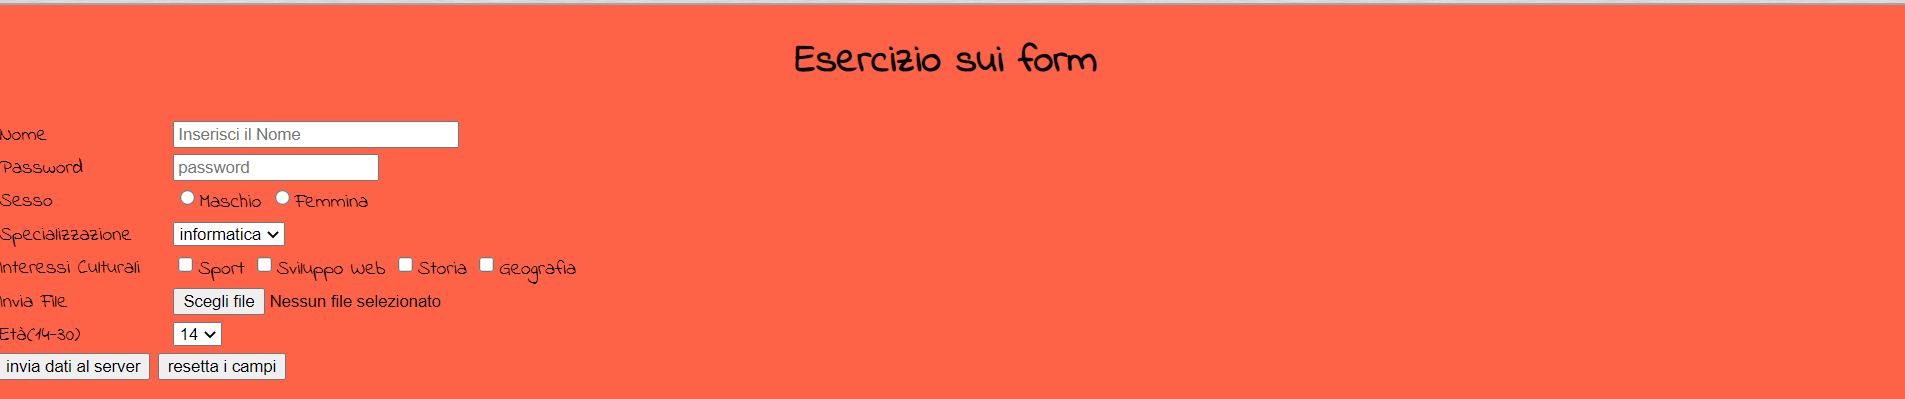 Esercizio sui form
Nome Inserisci il Nome
Password password
Sesso Maschio Femmina
Specializzazione informatica
Interessi Culturali Sport Sviluppo Web Storia Geografia
Invia File Scegli file Nessun file selezionato
Età(14-30) 14
invia dati al server resetta i campi